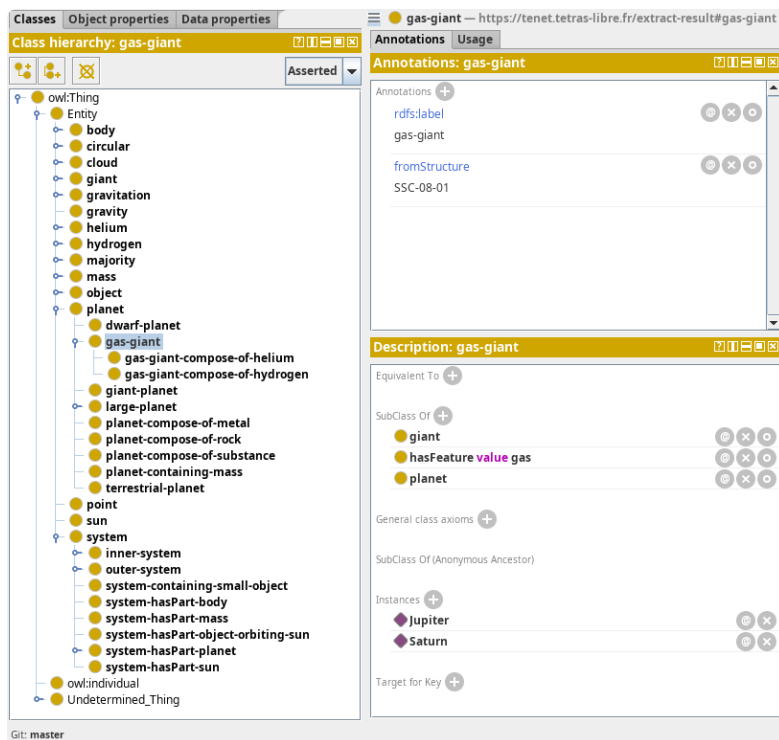 Classes Object properties Data properties
Class hierarchy: gas-giant
Asserted
owl:Thing
Entity
body
circular
cloud
giant
gravitation
gravity
helium
hydrogen
majority
mass
object
planet
dwarf-planet
gas-giant
gas-giant-compose-of-helium
gas-giant-compose-of-hydrogen
giant-planet
large-planet
planet-compose-of-metal
planet-compose-of-rock
planet-compose-of-substance
planet-containing-mass
terrestrial-planet
point
sun
system
inner-system
outer-system
system-containing-small-object
system-hasPart-body
system-hasPart-mass
system-hasPart-object-orbiting-sun
system-hasPart-planet
system-hasPart-sun
owl:individual
Undetermined_Thing
Git: master
gas-giant — https://tenet.tetras-libre.fr/extract-result#gas-giant
Annotations Usage
Annotations: gas-giant
Annotations
rdfs:label
gas-giant
fromStructure
SSC-08-01
Description: gas-giant
Equivalent To
SubClass Of
giant
hasFeature value gas
planet
General class axioms
SubClass Of (Anonymous Ancestor)
Instances
Jupiter
Saturn
Target for Key